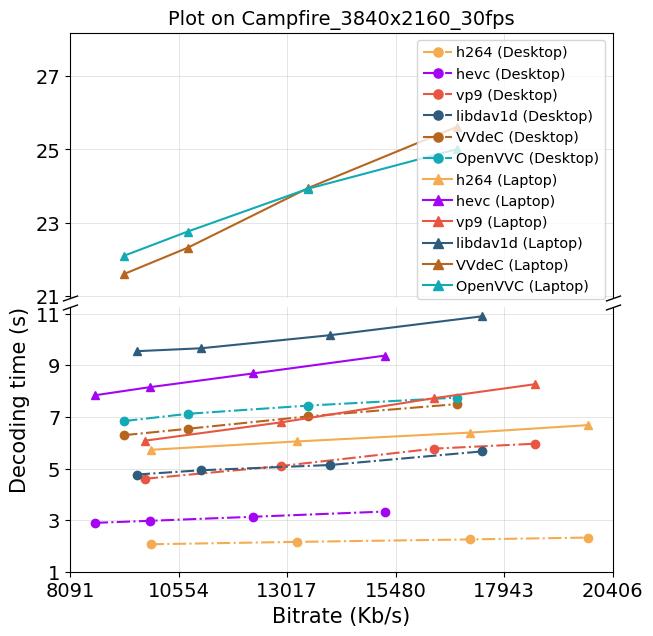 Plot on Campfire_3840x2160_30fps
h264 (Desktop)
hevc (Desktop)
vp9 (Desktop)
libdav1d (Desktop)
VVdeC (Desktop)
OpenVVC (Desktop)
h264 (Laptop)
hevc (Laptop)
vp9 (Laptop)
libdav1d (Laptop)
VVdeC (Laptop)
OpenVVC (Laptop)
27
25
23
21
11
9
7
5
3
1
Decoding time (s)
8091 10554 13017 15480 17943 20406
Bitrate (Kb/s)